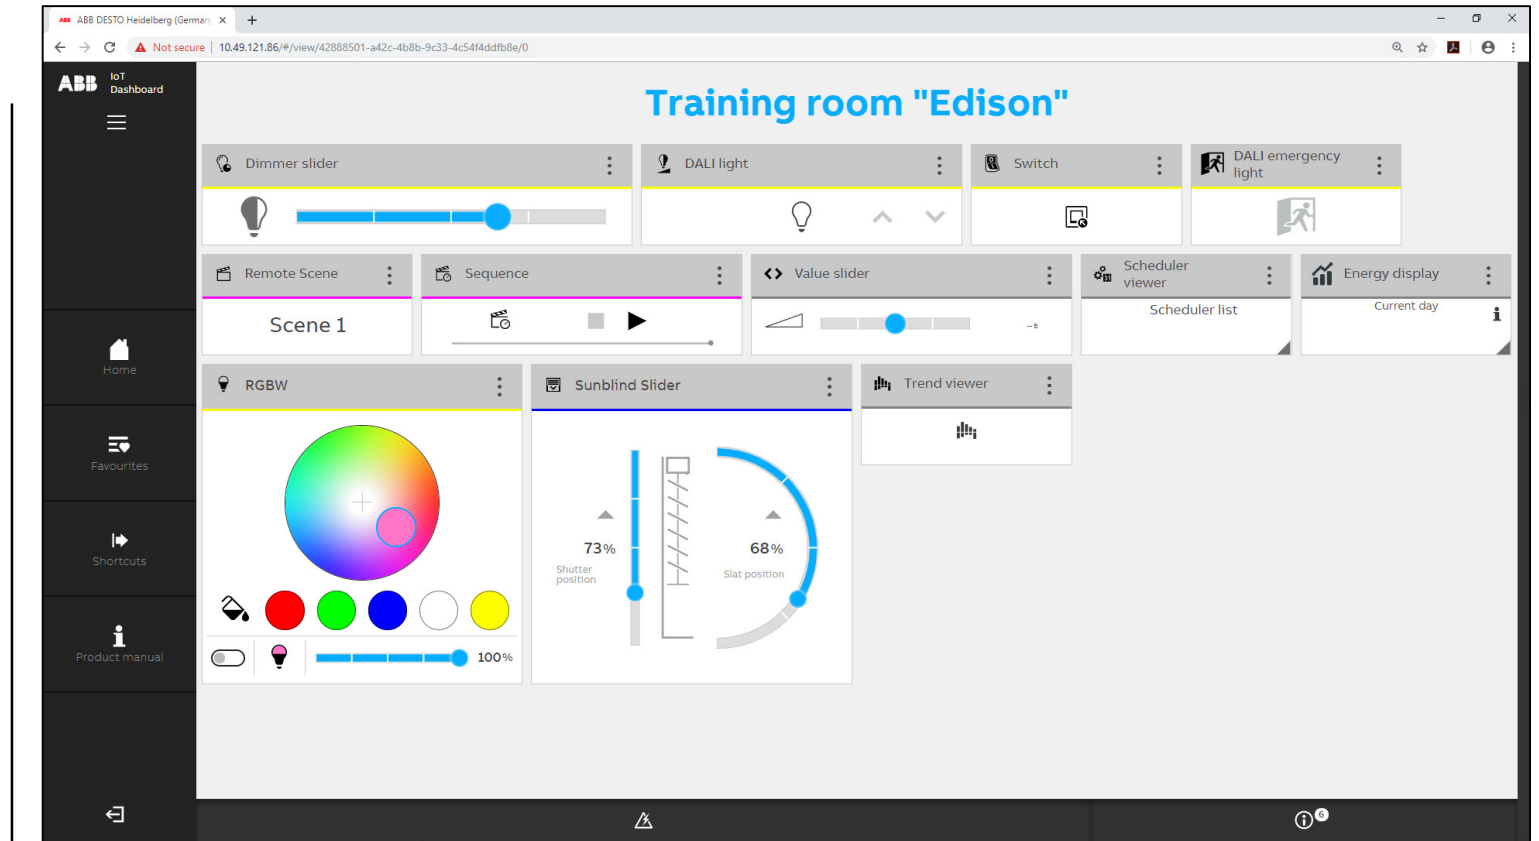 ABB ABB DESTO Heidelberg (German
Not secure | 10.49.121.86/#/view/42888501-a42c-4b8b-9c33-4c54f4ddfb8e/0
ABB IoT
Dashboard
Training room "Edison"
Dimmer slider
DALI light
Switch
DALI emergency
light
Remote Scene
Sequence
Value slider
Scheduler
viewer
Energy display
Scene 1
-- 8
Scheduler list
Current day
Home
RGBW
Sunblind Slider
Trend viewer
Favourites
73%
Shutter
position
68%
Slat position
Shortcuts
Product manual
100%
6